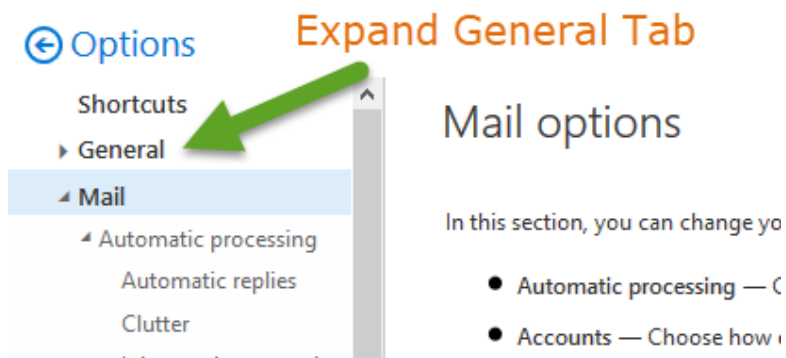 Expand General Tab
Options
Shortcuts
General
Mail
Automatic processing
Automatic replies
Clutter
Mail options
In this section, you can change yo
Automatic processing —
Accounts — Choose how